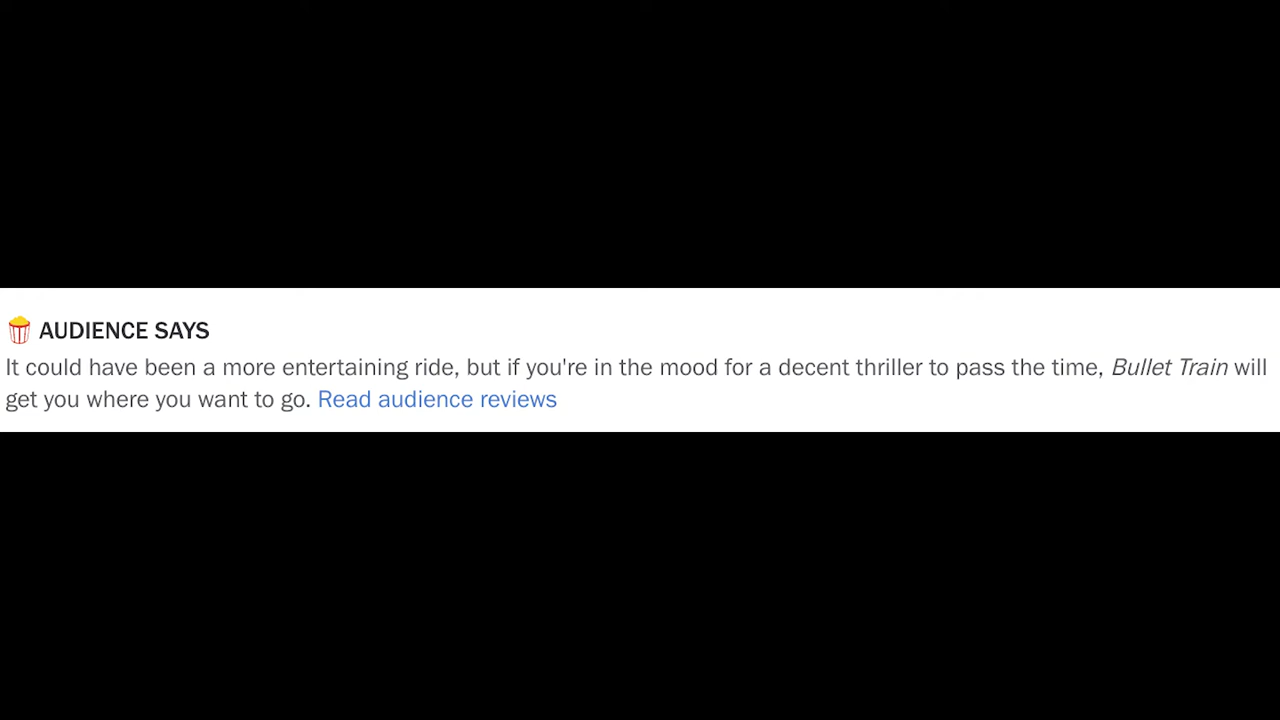 AUDIENCE SAYS
It could have been a more entertaining ride, but if you're in the mood for a decent thriller to pass the time, Bullet Train will
get you where you want to go. Read audience reviews